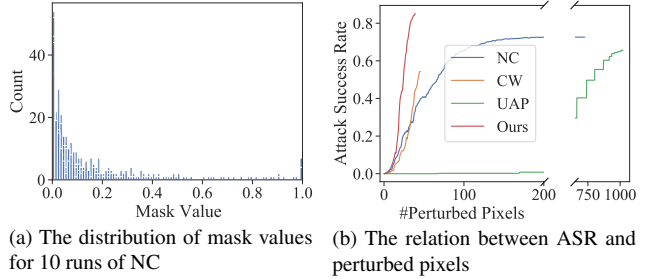 40
20
0
Count
0.0 0.2 0.4 0.6 0.8 1.0
Mask Value
(a) The distribution of mask values
for 10 runs of NC
0.8
0.6
0.4
0.2
0.0
Attack Success Rate
NC
CW
UAP
Ours
0 100 200 750 1000
#Perturbed Pixels
(b) The relation between ASR and
perturbed pixels